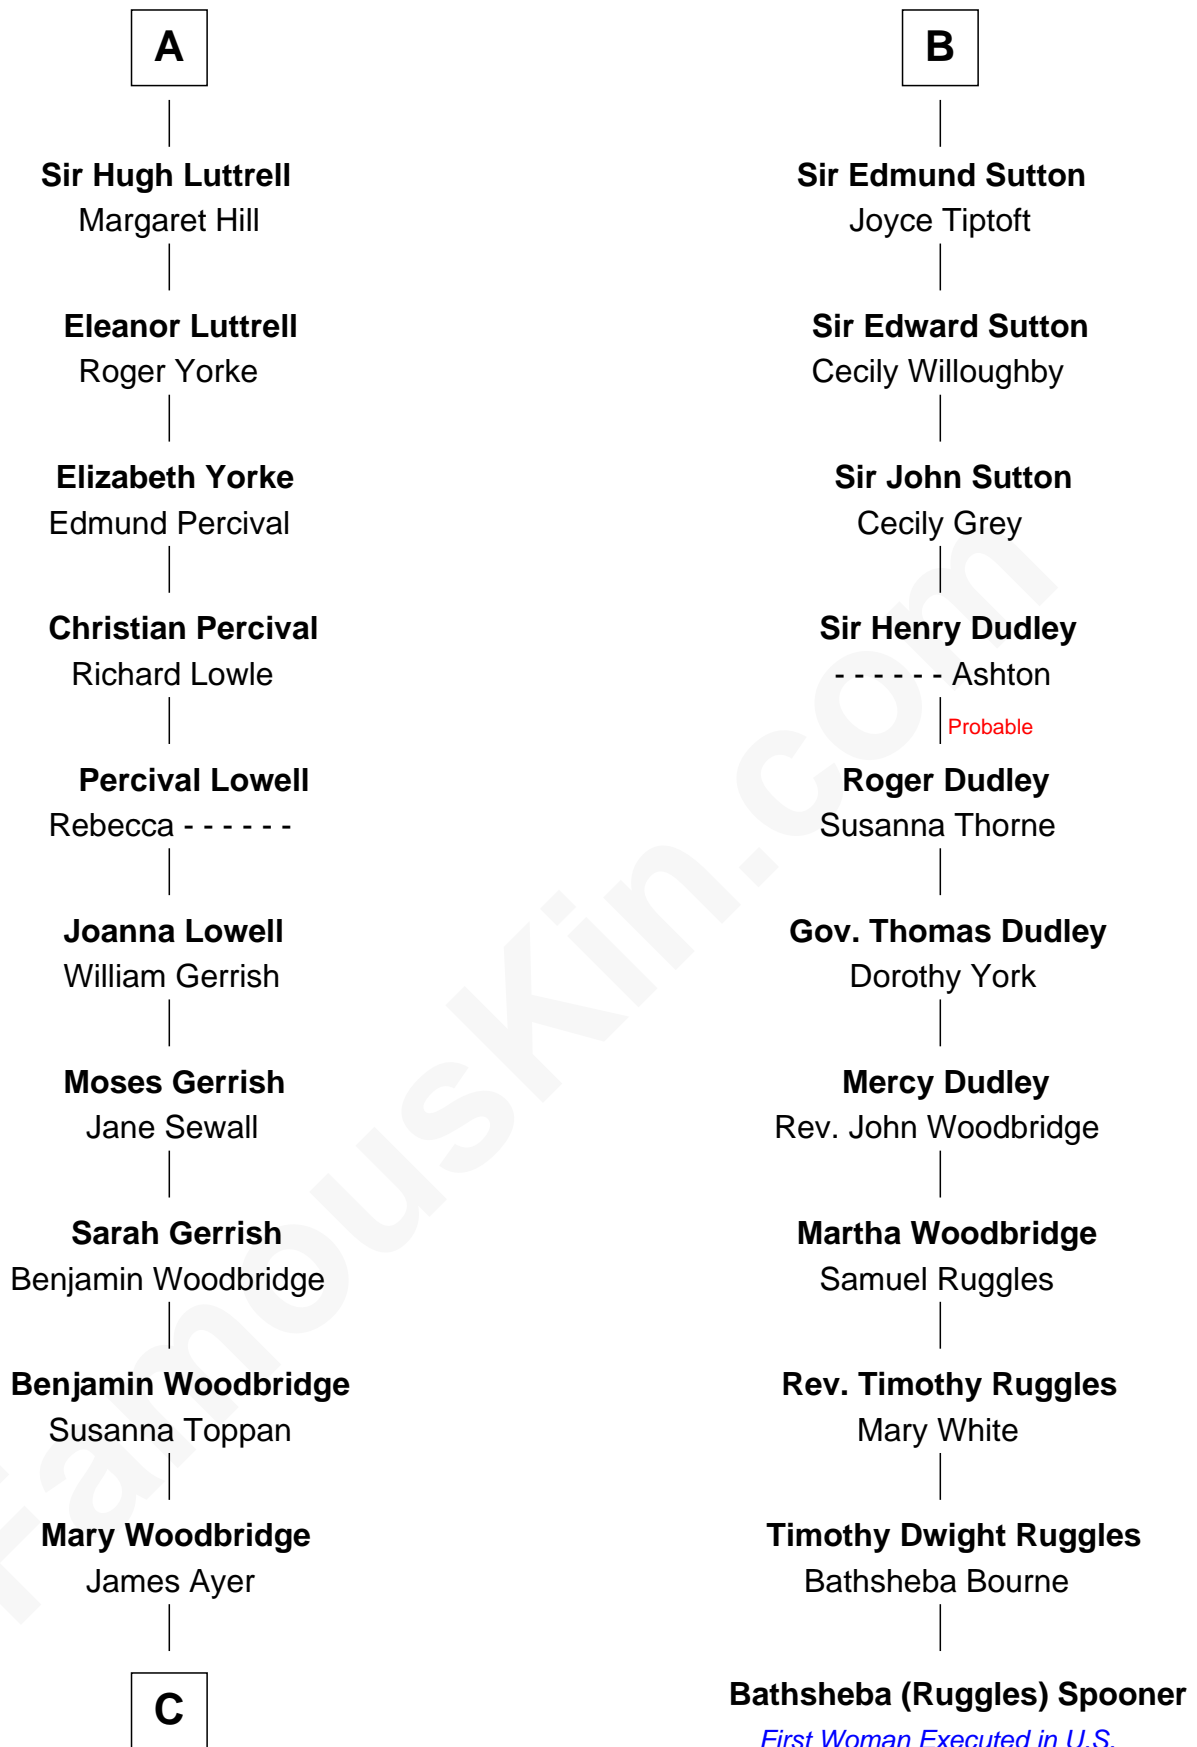 A
Sir Hugh Luttrell
Margaret Hill
Eleanor Luttrell
Roger Yorke
Elizabeth Yorke
Edmund Percival
Christian Percival
Richard Lowle
Percival Lowell
Rebecca - - - - - -
Joanna Lowell
William Gerrish
Moses Gerrish
Jane Sewall
Sarah Gerrish
Benjamin Woodbridge
Benjamin Woodbridge
Susanna Toppan
Mary Woodbridge
James Ayer
C
B
Sir Edmund Sutton
Joyce Tiptoft
Sir Edward Sutton
Cecily Willoughby
Sir John Sutton
Cecily Grey
Sir Henry Dudley
- - - - - - Ashton
Probable
Roger Dudley
Susanna Thorne
Gov. Thomas Dudley
Dorothy York
Mercy Dudley
Rev. John Woodbridge
Martha Woodbridge
Samuel Ruggles
Rev. Timothy Ruggles
Mary White
Timothy Dwight Ruggles
Bathsheba Bourne
Bathsheba (Ruggles) Spooner
First Woman Executed in U.S.
FamousKin.com